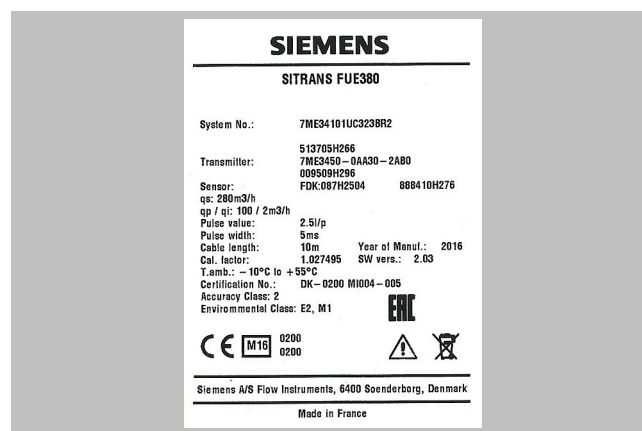 SIEMENS
SITRANS FUE380
System No.: 7ME34101UC323BR2
513705H266
Transmitter: 7ME3450-0AA30-2AB0
009509H296
Sensor: FDK:087H2504 888410H276
qs: 280m3/h
qp / qi: 100 / 2m3/h
Pulse value: 2.5l/p
Pulse width: 5ms
Cable length: 10m Year of Manuf.: 2016
Cal. factor: 1.027495 SW vers.: 2.03
T.amb.: -10°C to +55°C
Certification No.: DK-0200 MI004-005
Accuracy Class: 2
Environmental Class: E2, M1
EAC
CE M16 0200
0200
Siemens A/S Flow Instruments, 6400 Soenderborg, Denmark
Made in France